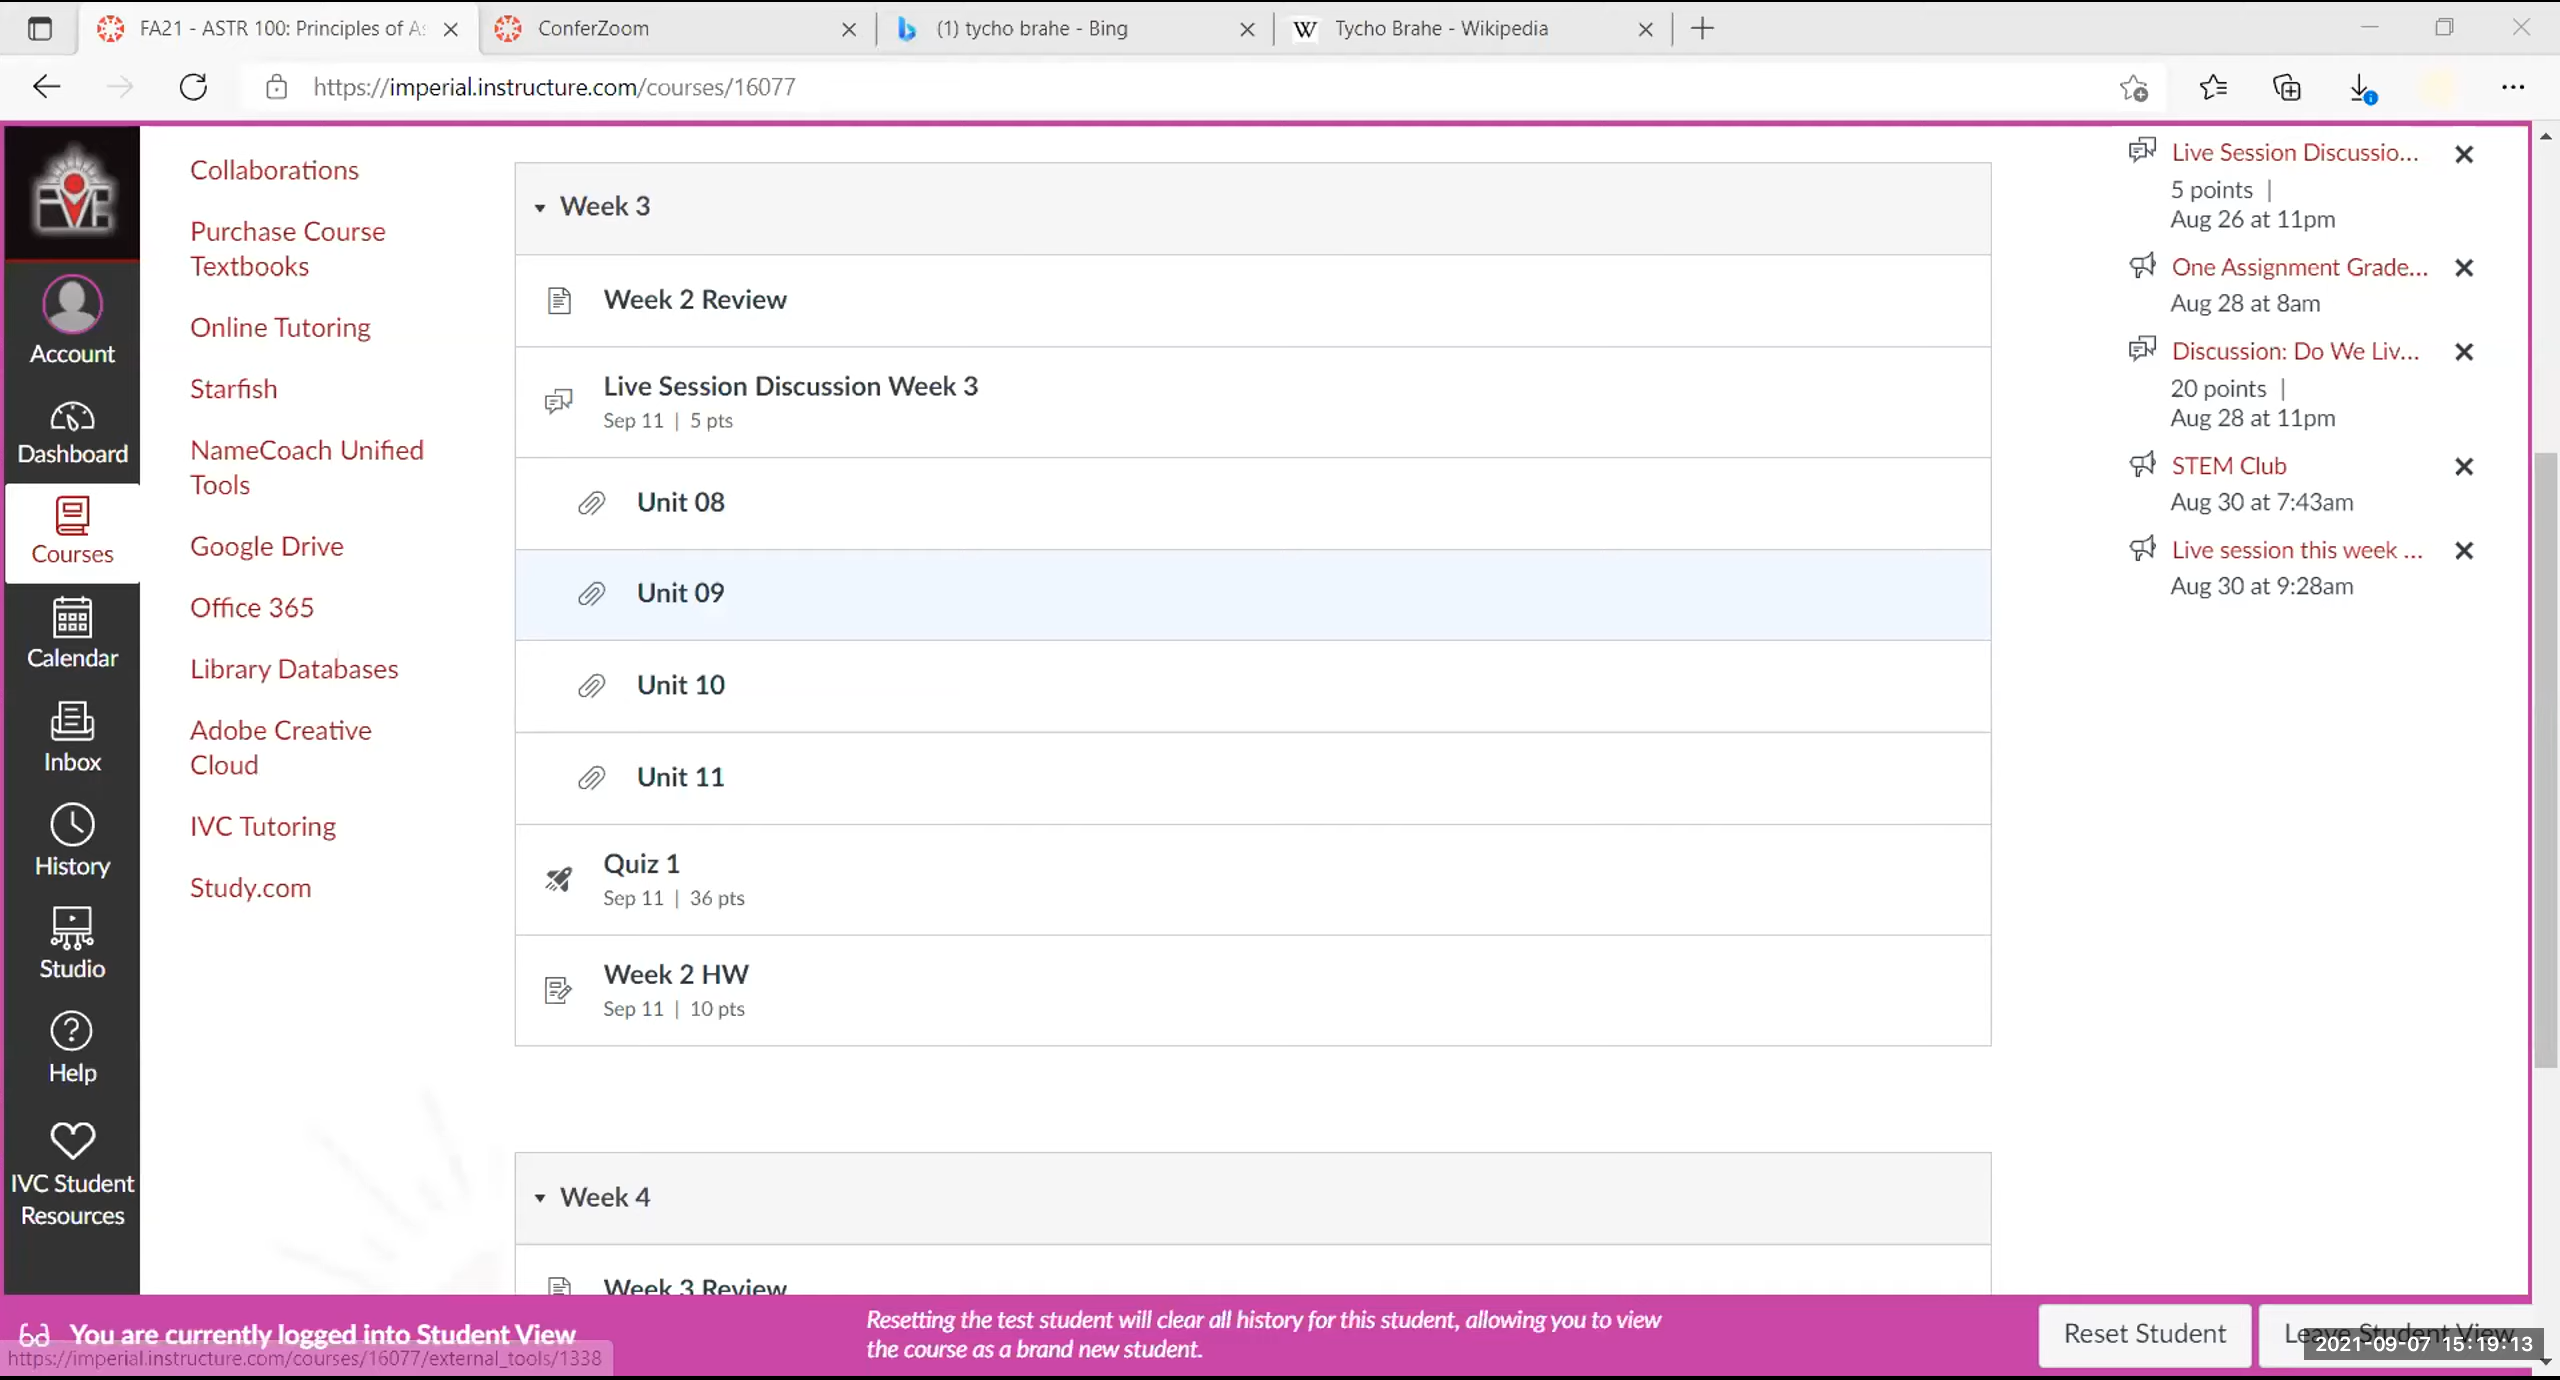 FA21 - ASTR 100: Principles of As
ConferZoom
(1) tycho brahe - Bing
W Tycho Brahe - Wikipedia
https://imperial.instructure.com/courses/16077
Account
Dashboard
Courses
Calendar
Inbox
History
Studio
Help
IVC Student
Resources
Collaborations
Purchase Course
Textbooks
Online Tutoring
Starfish
NameCoach Unified
Tools
Google Drive
Office 365
Library Databases
Adobe Creative
Cloud
IVC Tutoring
Study.com
Week 3
Week 2 Review
Live Session Discussion Week 3
Sep 11 | 5 pts
Unit 08
Unit 09
Unit 10
Unit 11
Quiz 1
Sep 11 | 36 pts
Week 2 HW
Sep 11 | 10 pts
Week 4
Week 3 Review
Live Session Discussio...
5 points |
Aug 26 at 11pm
One Assignment Grade...
Aug 28 at 8am
Discussion: Do We Liv...
20 points |
Aug 28 at 11pm
STEM Club
Aug 30 at 7:43am
Live session this week ...
Aug 30 at 9:28am
You are currently logged into Student View
https://imperial.instructure.com/courses/16077/external_tools/1338
Resetting the test student will clear all history for this student, allowing you to view
the course as a brand new student.
Reset Student
Leave Student View
2021-09-07 15:19:13